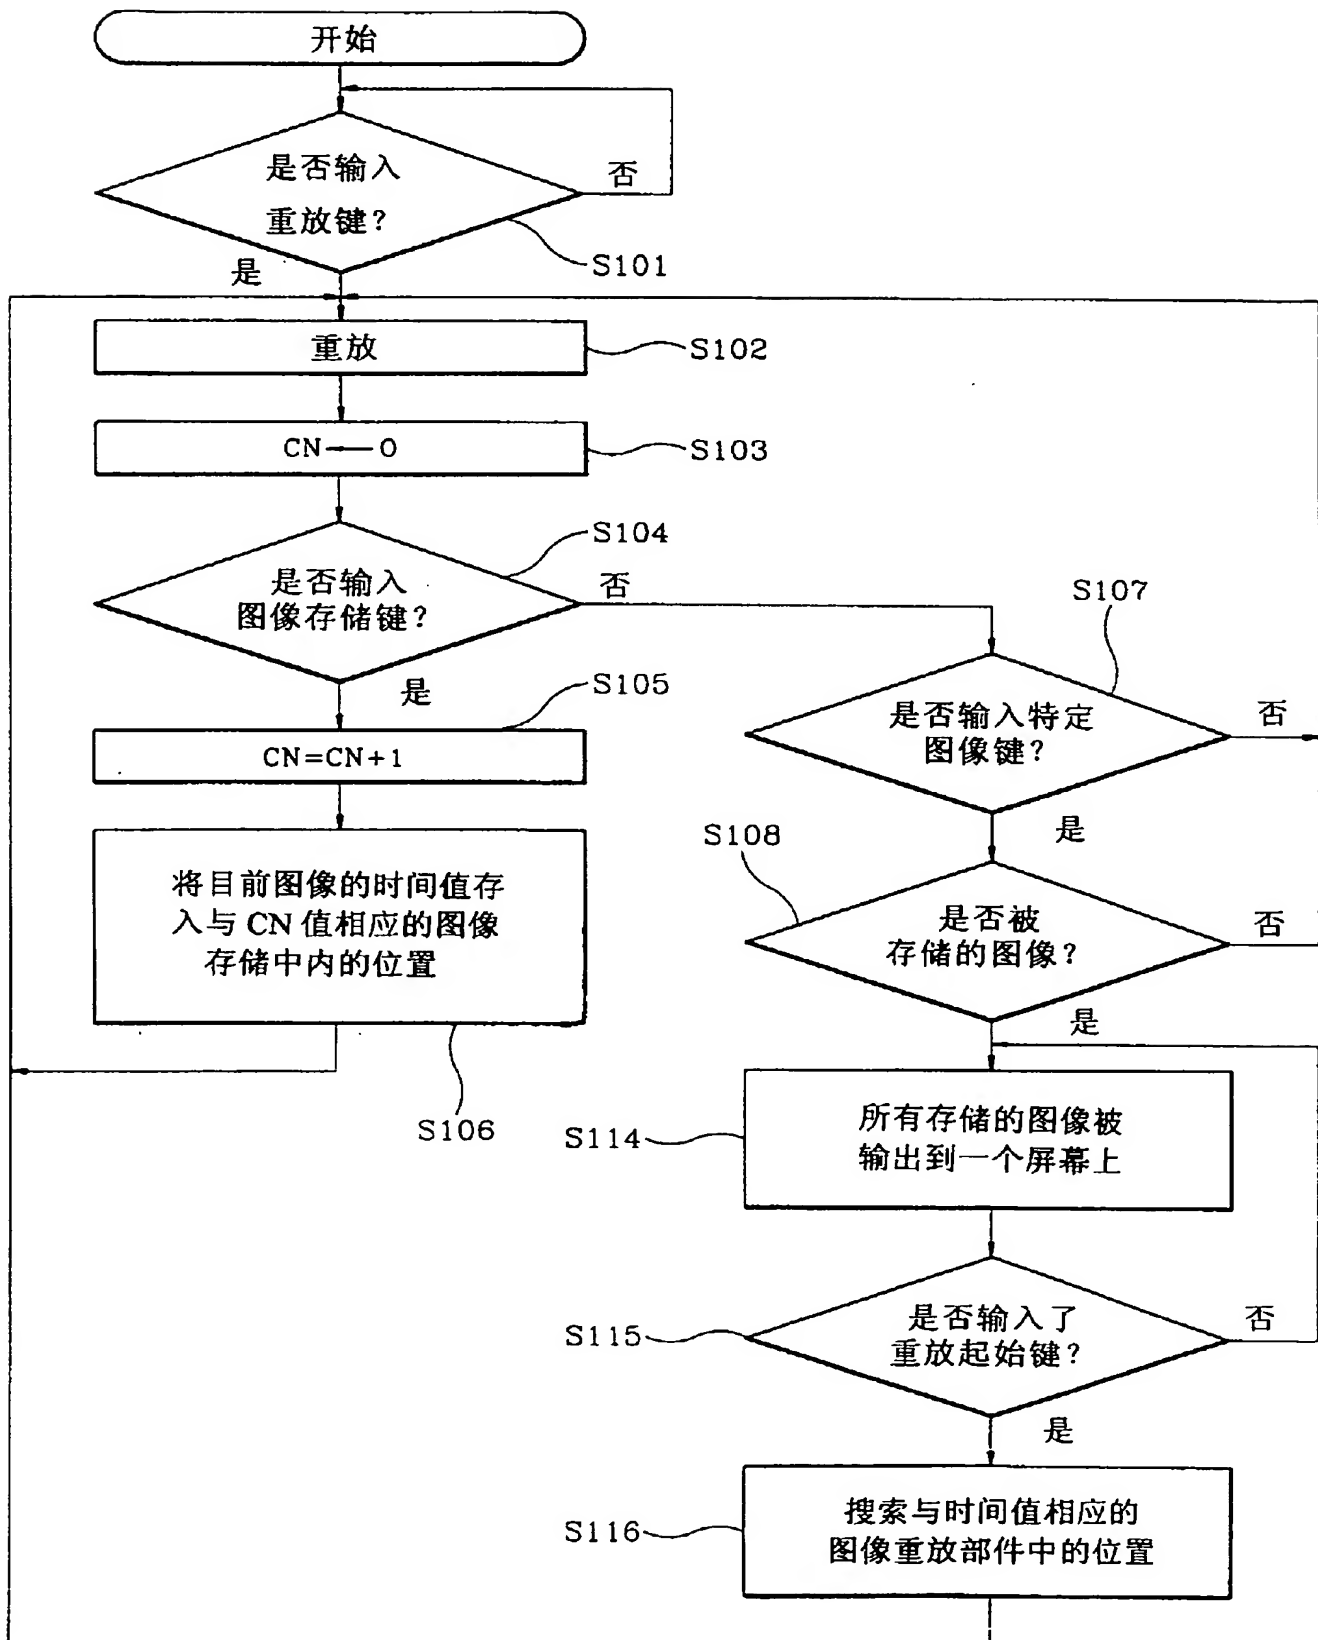 开始
是否输入
重放键？
否
是
S101
重放
S102
CN←0
S103
S104
是否输入
图像存储键？
否
是
S105
CN=CN+1
将目前图像的时间值存
入与CN值相应的图像
存储中内的位置
S106
S107
是否输入特定
图像键？
否
是
S108
是否被
存储的图像？
否
是
S114
所有存储的图像被
输出到一个屏幕上
S115
是否输入了
重放起始键？
否
是
S116
搜索与时间值相应的
图像重放部件中的位置